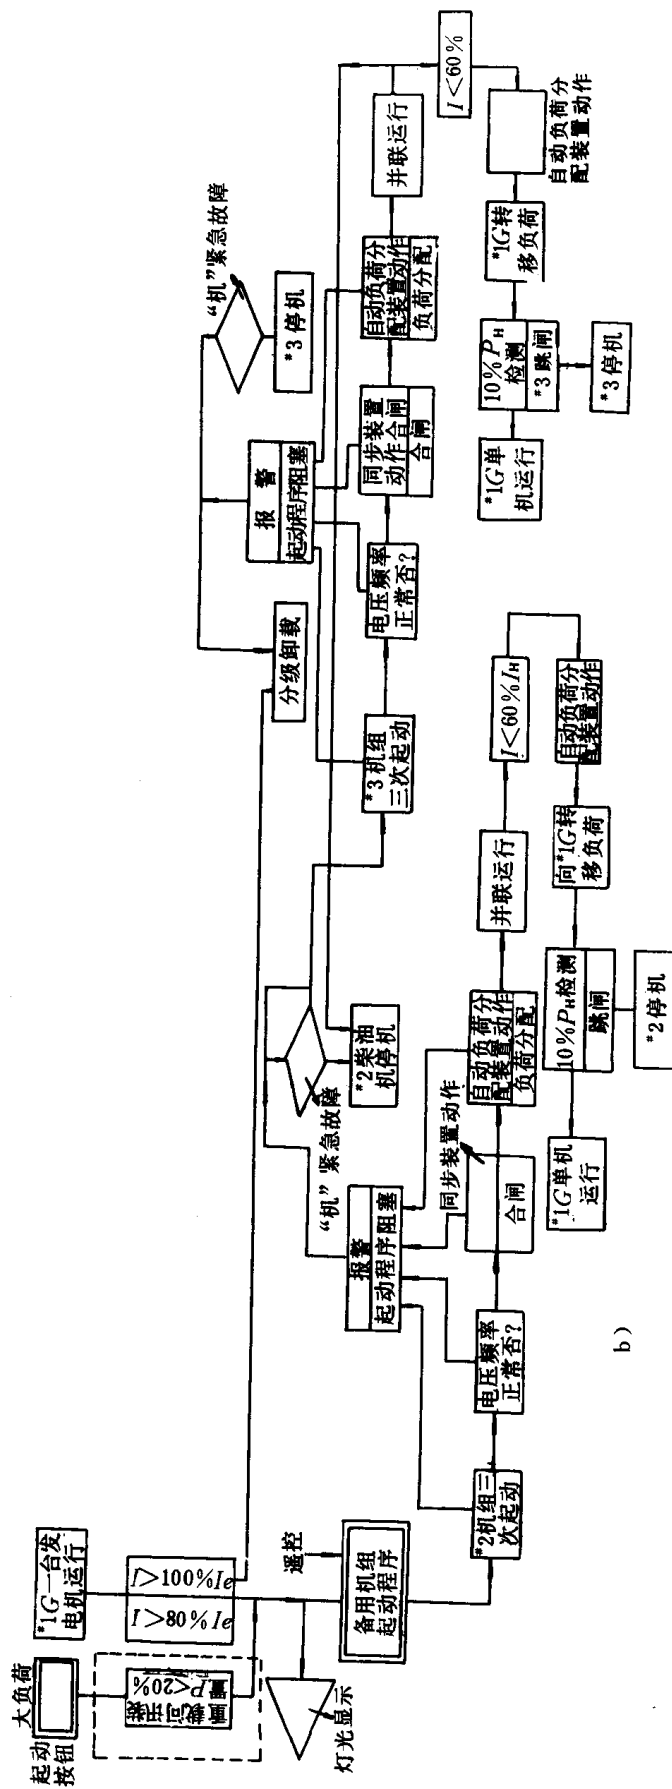 起动
按钮
大负荷
重载问讯装
置P<20%
#1G一台发
电机运行
I>100%Ie
I>80%Ie
灯光显示
遥控
备用机组
起动程序
#2机组三
次起动
电压频率
正常否?
合闸
同步装置动作
自动负荷分
配装置动作
负荷分配
并联运行
I<60%IH
自动负荷分
配装置动作
向#1G转
移负荷
10%PH检测
跳闸
#2停机
#1G单机
运行
报警
起动程序阻塞
“机”紧急故障
#2柴油
机停机
#3机组
三次起动
电压频率
正常否?
同步装置
动作合闸
合闸
自动负荷分
配装置动作
负荷分配
并联运行
I<60%
自动负荷分
配装置动作
#1G转
移负荷
10%PH
检测
#3跳闸
#3停机
#1G单
机运行
分级卸载
报警
起动程序阻塞
“机”紧急故障
#3停机
b)